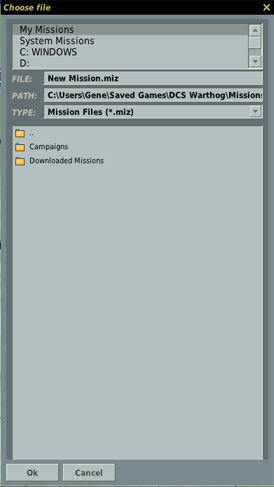 Choose file
My Missions
System Missions
C: WINDOWS
D:
FILE: New Mission.miz
PATH: C:\Users\Gene\Saved Games\DCS Warthog\Missions
TYPE: Mission Files (*.miz)
..
Campaigns
Downloaded Missions
Ok Cancel